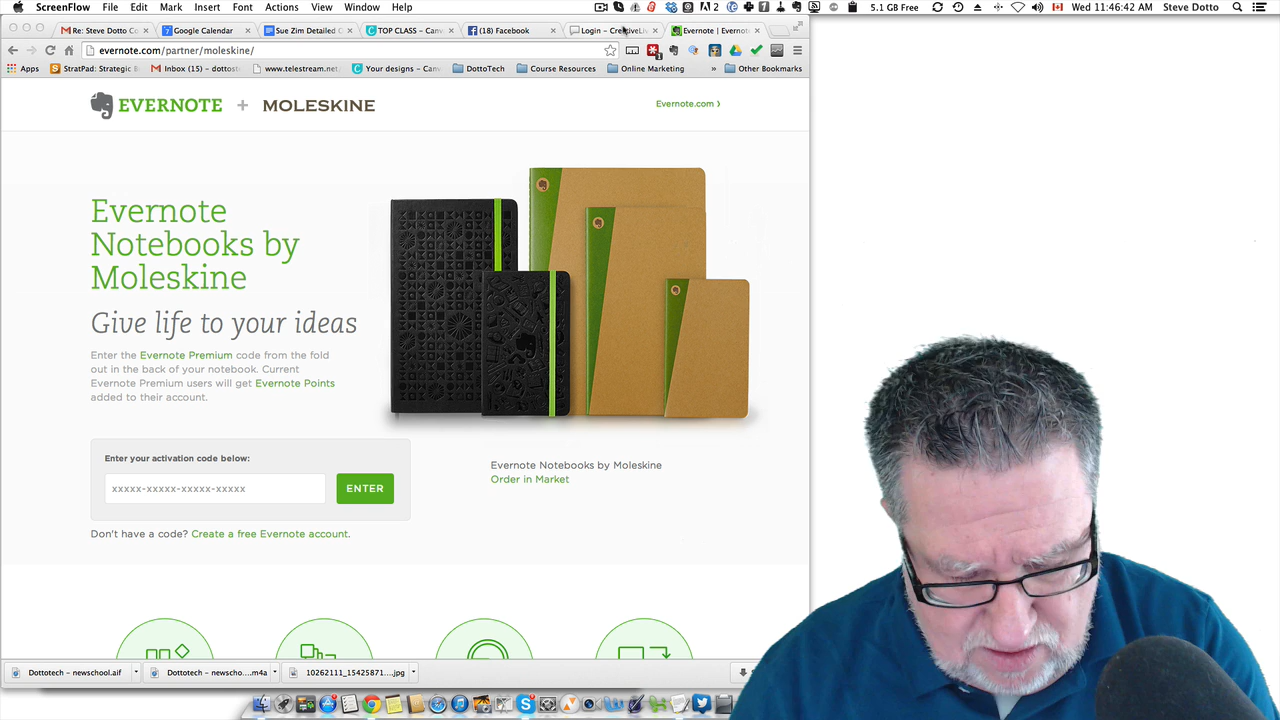 ScreenFlow File Edit Mark Insert Font Actions View Window Help 5.1 GB Free Wed 11:46:42 AM Steve Dotto
Re: Steve Dotto Co Google Calendar Sue Zim Detailed C TOP CLASS – Canv (18) Facebook Login – CreativeLiv Evernote | Evernot
evernote.com/partner/moleskine/
Apps StratPad: Strategic B Inbox (15) – dottost www.telestream.net Your designs – Canv DottoTech Course Resources Online Marketing » Other Bookmarks
EVERNOTE + MOLESKINE
Evernote.com ›
Evernote
Notebooks by
Moleskine
Give life to your ideas
Enter the Evernote Premium code from the fold
out in the back of your notebook. Current
Evernote Premium users will get Evernote Points
added to their account.
Enter your activation code below:
xxxxx-xxxxx-xxxxx-xxxxx
ENTER
Don't have a code? Create a free Evernote account.
Evernote Notebooks by Moleskine
Order in Market
Dottotech – newschool.aif Dottotech – newscho....m4a 10262111_15425871....jpg